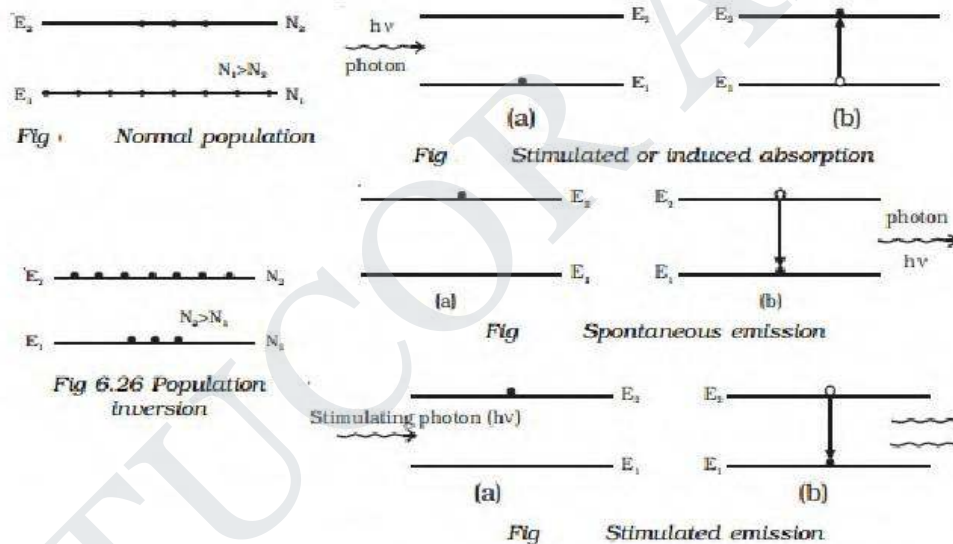 E₂ N₂
N₁>N₂
E₁ N₁
Fig Normal population
hν
photon
E₂
E₁
(a)
E₂
E₁
(b)
Fig Stimulated or induced absorption
E₂ N₂
N₂>N₁
E₁ N₁
Fig 6.26 Population
inversion
E₂
E₁
(a)
E₂
E₁
(b)
photon
hν
Fig Spontaneous emission
Stimulating photon (hν)
E₂
E₁
(a)
E₂
E₁
(b)
Fig Stimulated emission
TUCOR A